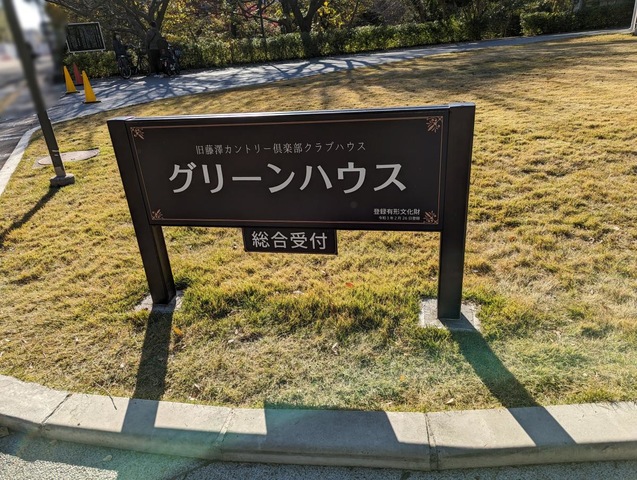 旧藤澤カントリー倶楽部クラブハウス
グリーンハウス
登録有形文化財
総合受付